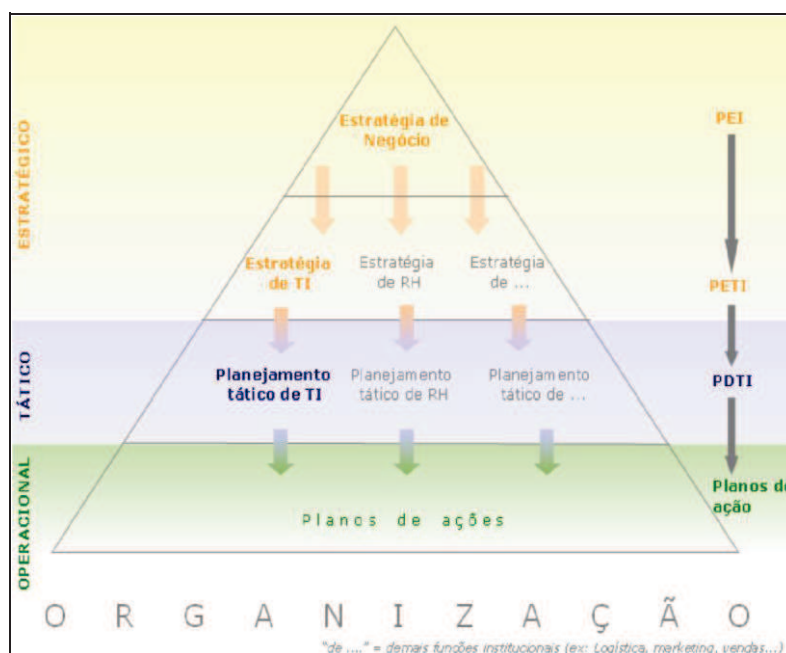 ESTRATÉGICO
Estratégia de
Negócio
PEI
Estratégia
de TI
Estratégia
de RH
Estratégia
de ...
PETI
TÁTICO
Planejamento
tático de TI
Planejamento
tático de RH
Planejamento
tático de ...
PDTI
OPERACIONAL
Planos de ações
Planos de
ação
ORGANIZAÇÃO
"de ...." = demais funções institucionais (ex: Logística, marketing, vendas...)